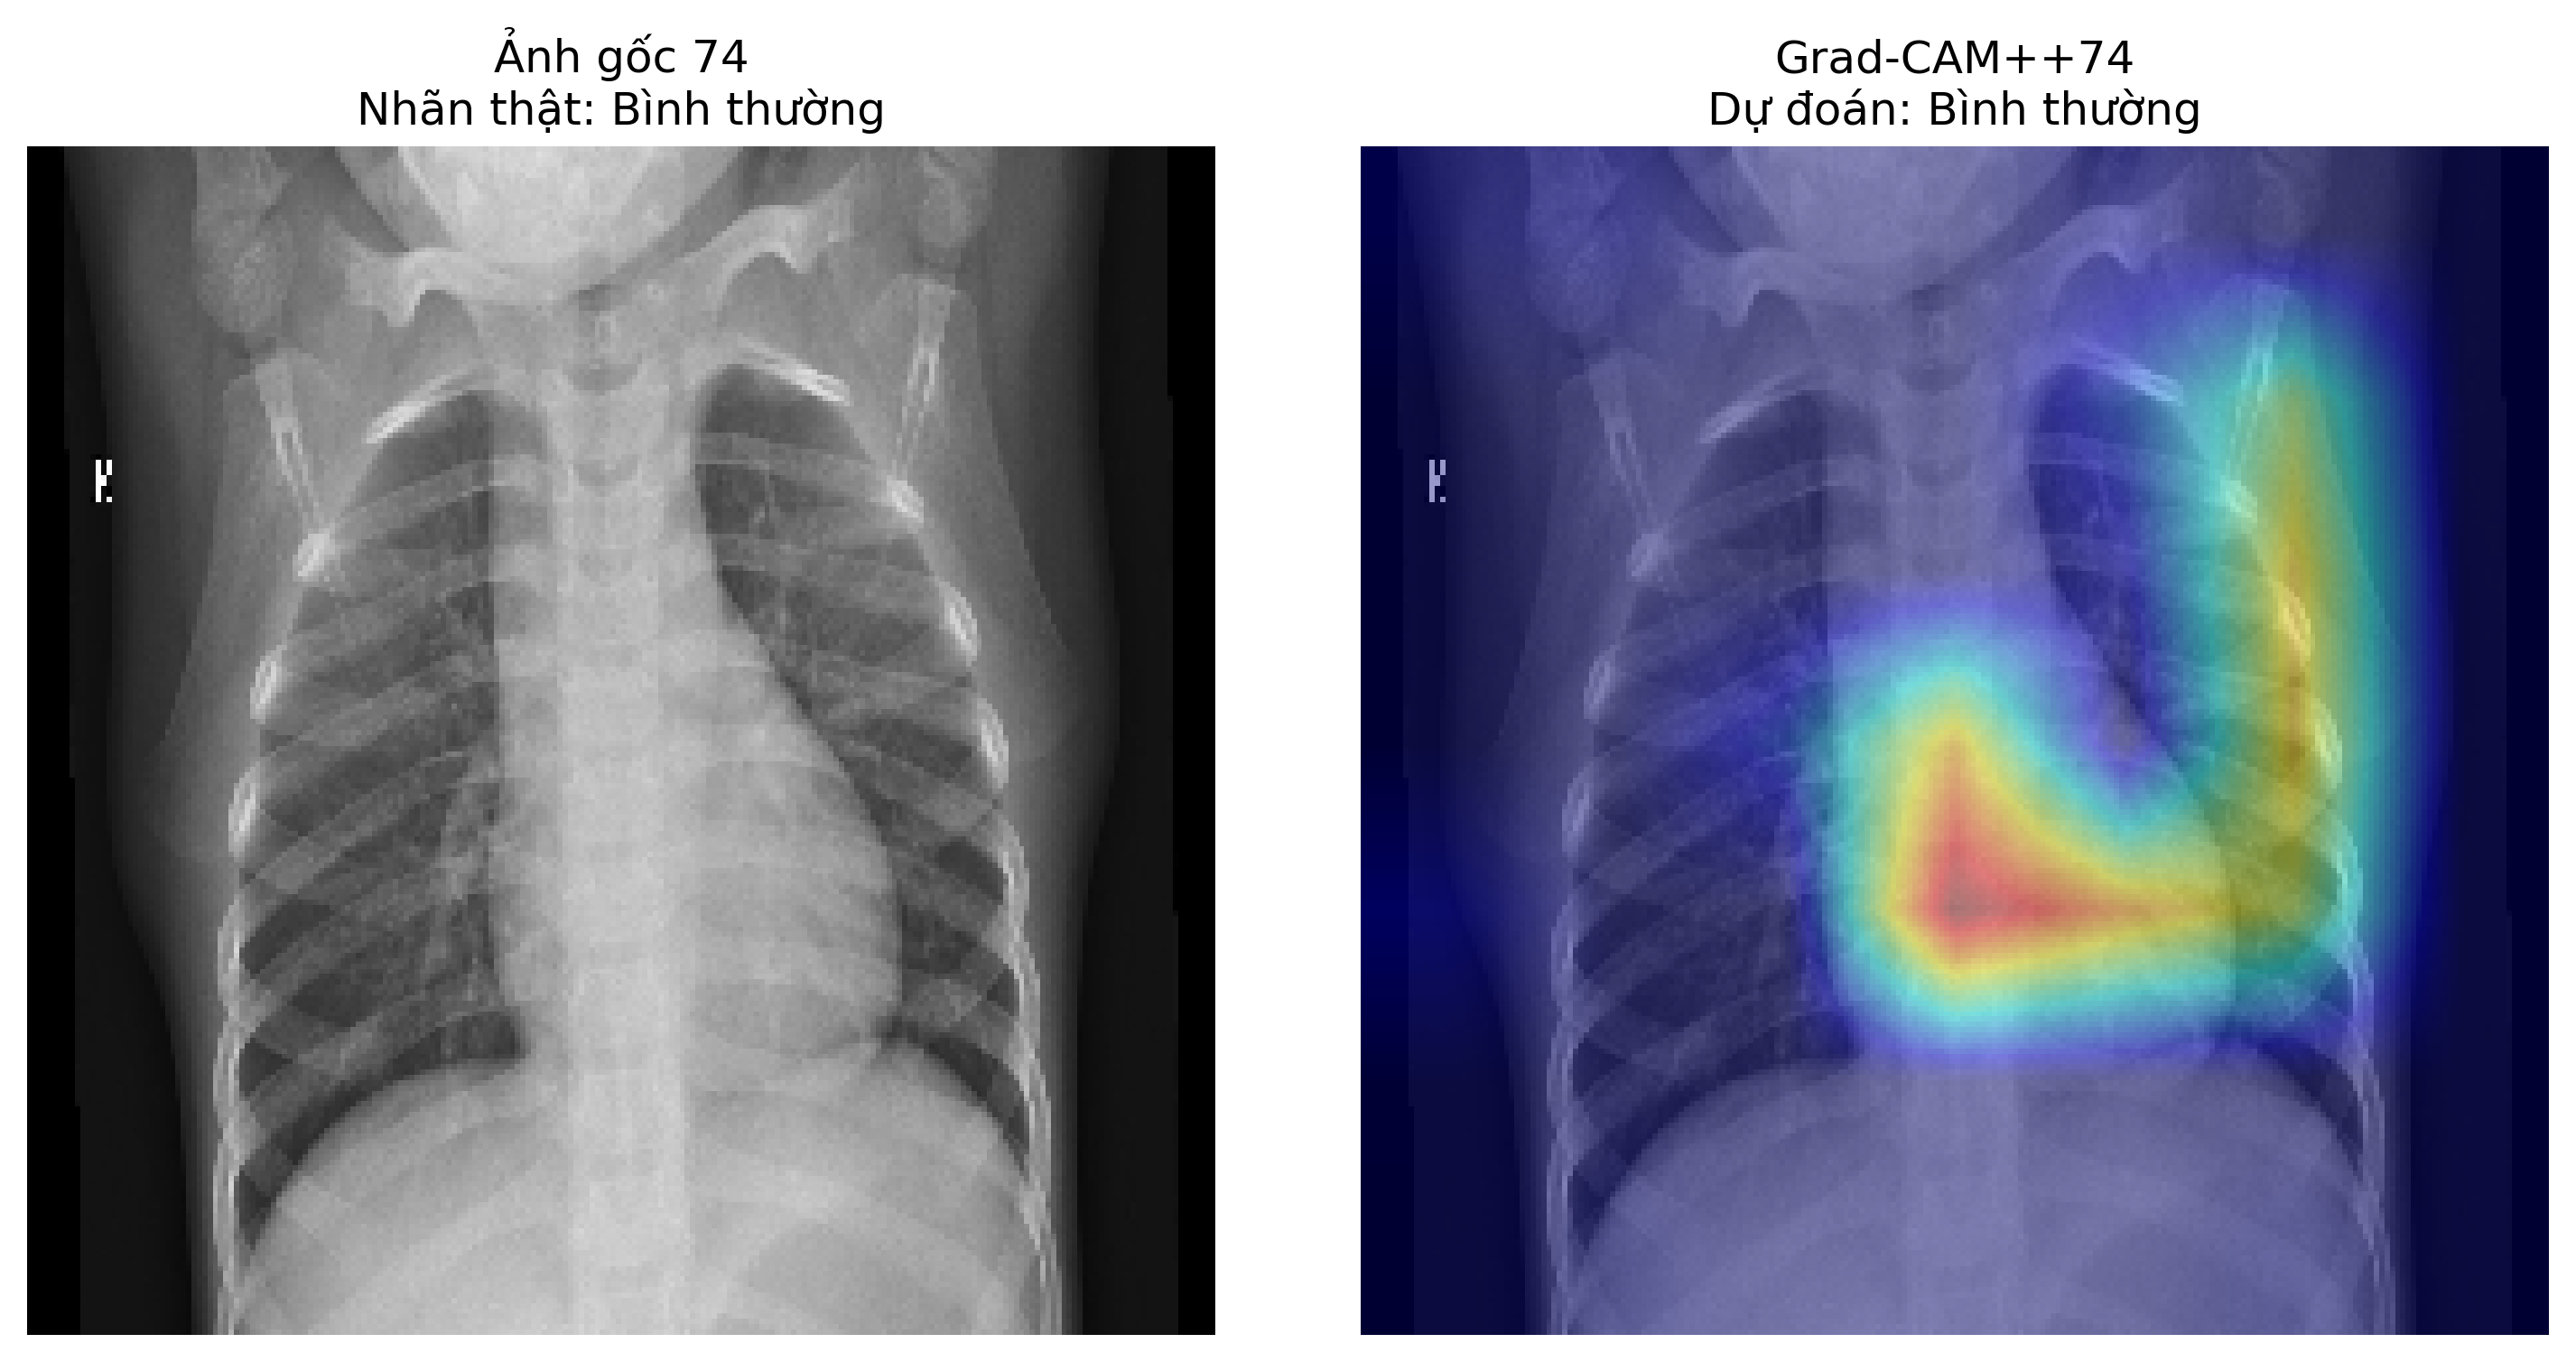 Ảnh gốc 74
Nhãn thật: Bình thường
Grad-CAM++74
Dự đoán: Bình thường